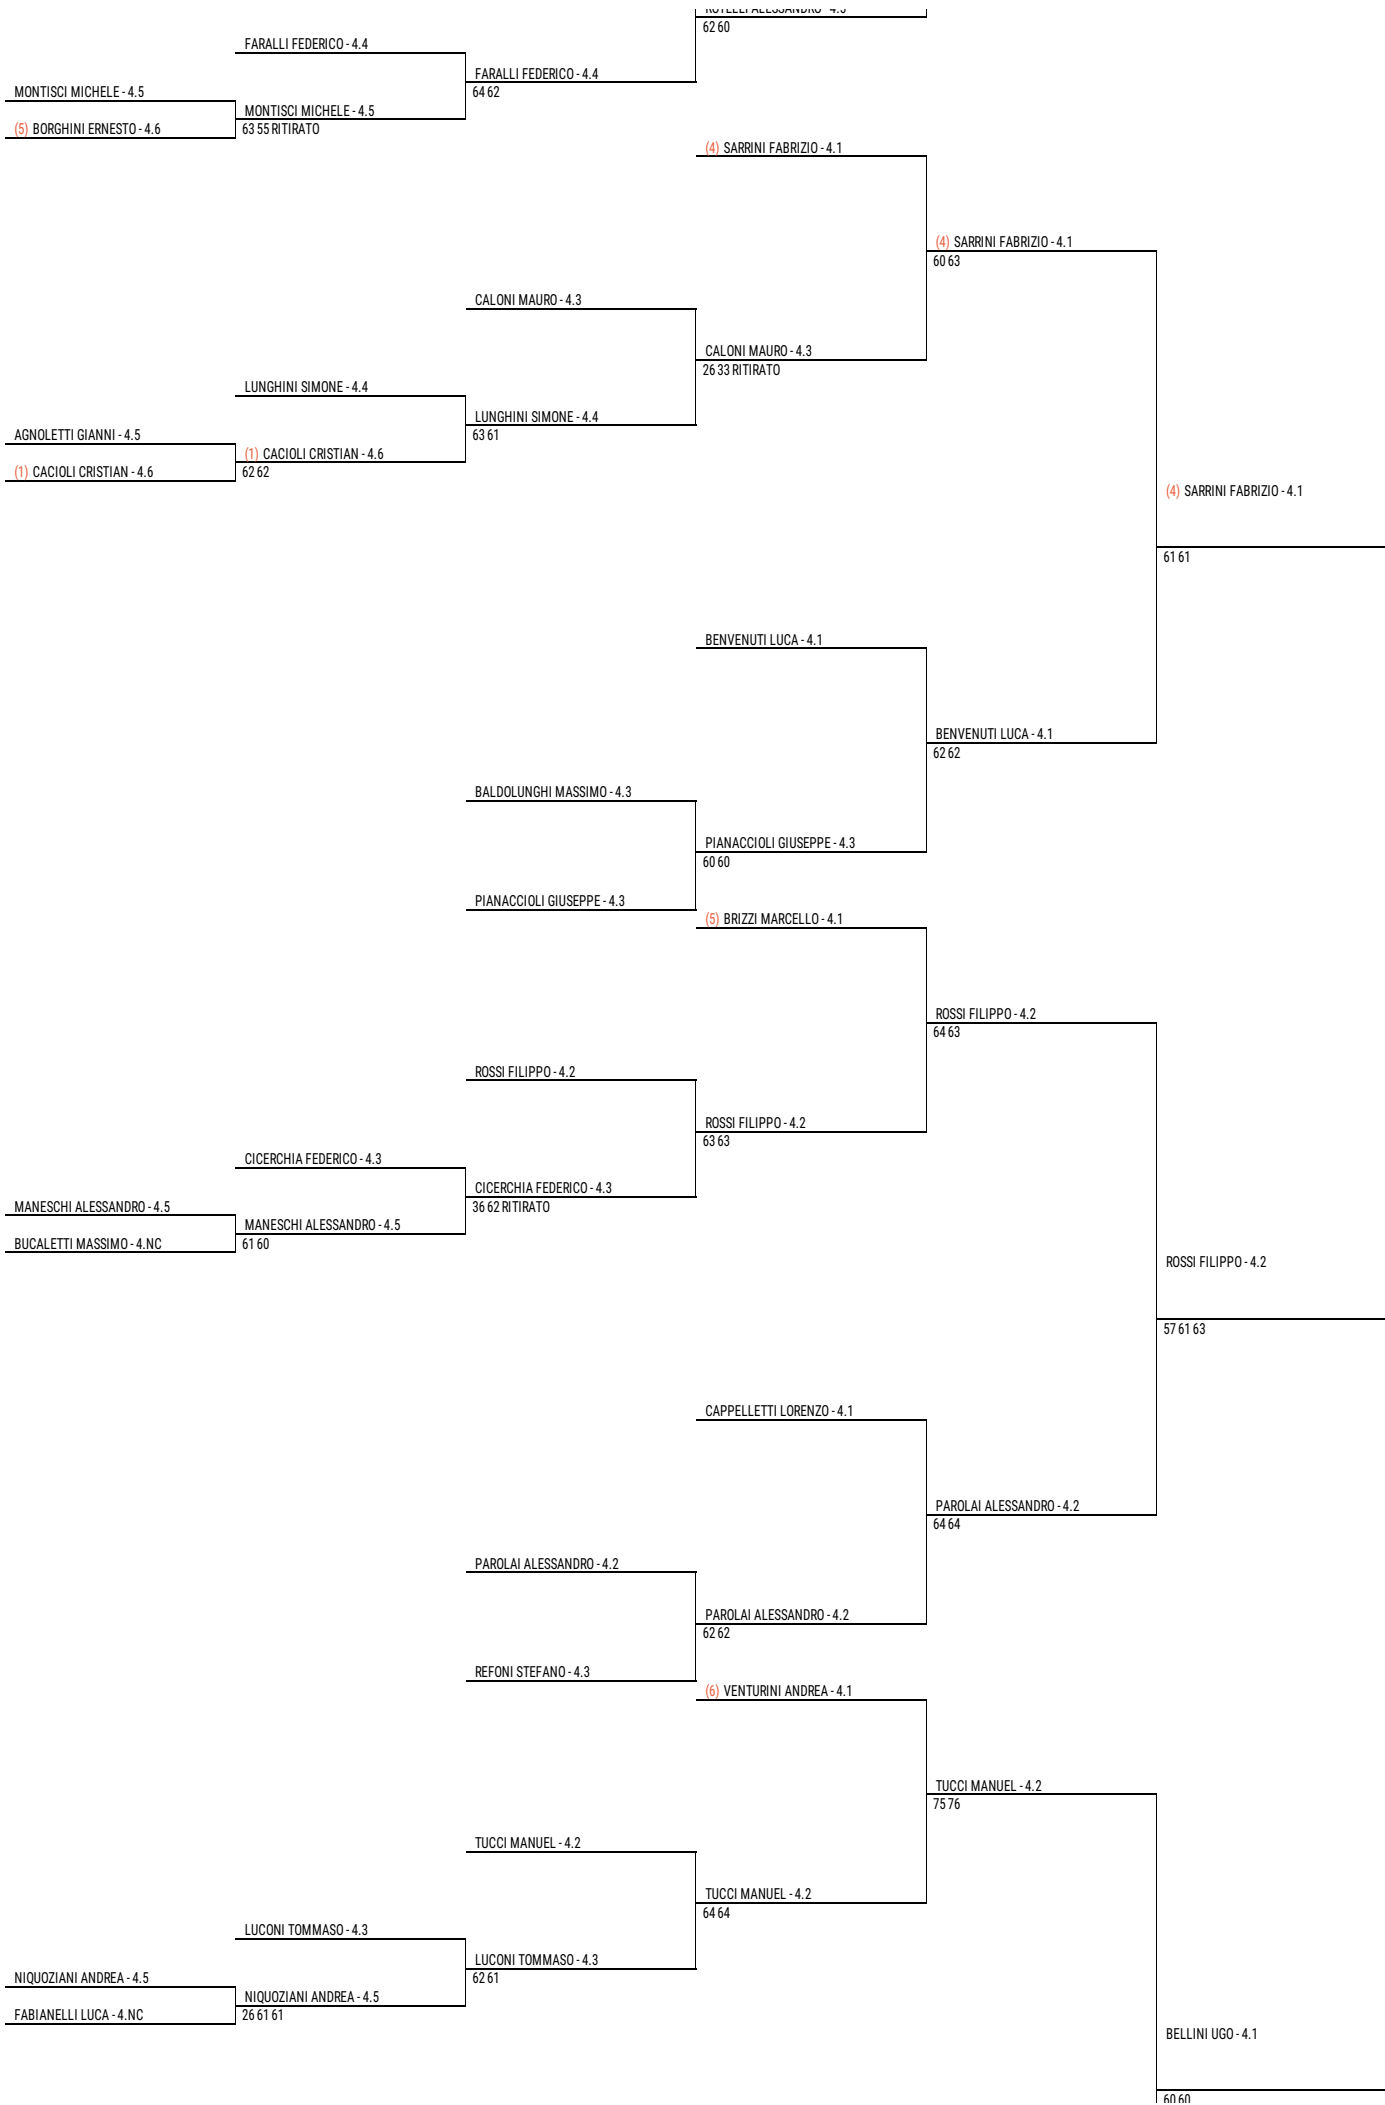 62 60
FARALLI FEDERICO - 4.4
FARALLI FEDERICO - 4.4
64 62
MONTISCI MICHELE - 4.5
MONTISCI MICHELE - 4.5
(5) BORGHINI ERNESTO - 4.6
63 55 RITIRATO
(4) SARRINI FABRIZIO - 4.1
(4) SARRINI FABRIZIO - 4.1
60 63
CALONI MAURO - 4.3
CALONI MAURO - 4.3
26 33 RITIRATO
LUNGHINI SIMONE - 4.4
LUNGHINI SIMONE - 4.4
63 61
AGNOLETTI GIANNI - 4.5
(1) CACIOLI CRISTIAN - 4.6
(1) CACIOLI CRISTIAN - 4.6
62 62
(4) SARRINI FABRIZIO - 4.1
61 61
BENVENUTI LUCA - 4.1
BENVENUTI LUCA - 4.1
62 62
BALDOLUNGHI MASSIMO - 4.3
PIANACCIOLI GIUSEPPE - 4.3
60 60
PIANACCIOLI GIUSEPPE - 4.3
(5) BRIZZI MARCELLO - 4.1
ROSSI FILIPPO - 4.2
64 63
ROSSI FILIPPO - 4.2
ROSSI FILIPPO - 4.2
63 63
CICERCHIA FEDERICO - 4.3
CICERCHIA FEDERICO - 4.3
36 62 RITIRATO
MANESCHI ALESSANDRO - 4.5
MANESCHI ALESSANDRO - 4.5
BUCALETTI MASSIMO - 4.NC
61 60
ROSSI FILIPPO - 4.2
57 61 63
CAPPELLETTI LORENZO - 4.1
PAROLAI ALESSANDRO - 4.2
64 64
PAROLAI ALESSANDRO - 4.2
PAROLAI ALESSANDRO - 4.2
62 62
REFONI STEFANO - 4.3
(6) VENTURINI ANDREA - 4.1
TUCCI MANUEL - 4.2
75 76
TUCCI MANUEL - 4.2
TUCCI MANUEL - 4.2
64 64
LUCONI TOMMASO - 4.3
LUCONI TOMMASO - 4.3
62 61
NIQUOZIANI ANDREA - 4.5
NIQUOZIANI ANDREA - 4.5
FABIANELLI LUCA - 4.NC
26 61 61
BELLINI UGO - 4.1
60 60